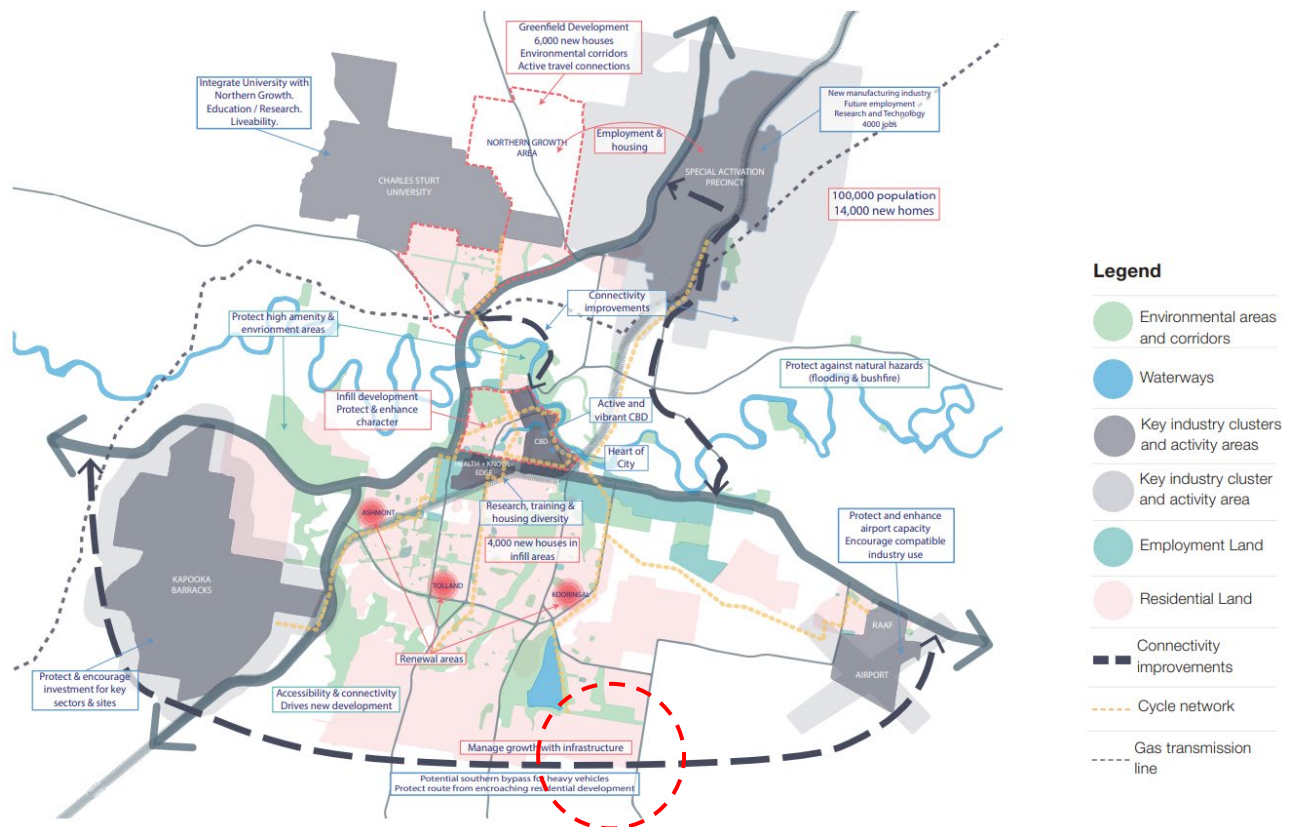 Greenfield Development
6,000 new houses
Environmental corridors
Active travel connections
Integrate University with
Northern Growth.
Education / Research.
Liveability.
New manufacturing industry
Future employment
Research and Technofogy
4000 jobs
NORTHERN GROWTH
AREA
Employment &
housing
CHARLES STURT
UNIVERSITY
SPECIAL ACTIVATION
PRECINCT
100,000 population
14,000 new homes
Connectivity
improvements
Protect high amenity &
envrionment areas
Protect against natural hazards
(flooding & bushfire)
Infill development
Protect & enhance
character
Active and
vibrant CBD
CBD
Heart of
City
HEALTH + KNOWL-
EDGE
Research, training &
housing diversity
ASHMONT
4,000 new houses in
infill areas
Protect and enhance
airport capacity
Encourage compatible
industry use
KAPOOKA
BARRACKS
TOLLAND
KOORINGAL
RAAF
AIRPORT
Renewal areas
Protect & encourage
investment for key
sectors & sites
Accessibility & connectivity
Drives new development
Manage growth with infrastructure
Potential southern bypass for heavy vehicles
Protect route from encroaching residential development
Legend
Environmental areas
and corridors
Waterways
Key industry clusters
and activity areas
Key industry cluster
and activity area
Employment Land
Residential Land
Connectivity
improvements
Cycle network
Gas transmission
line